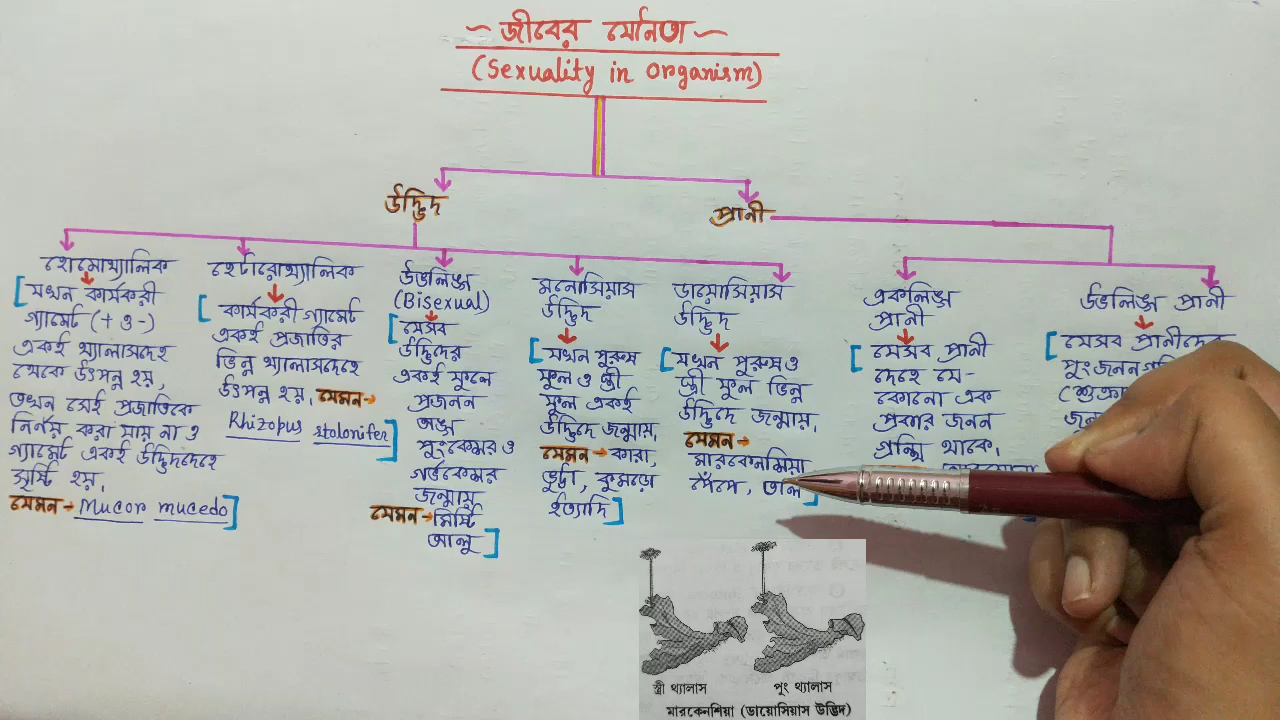 ~ জীবের যৌনতা ~
(Sexuality in Organism)
উদ্ভিদ
প্রানী
হোমোথ্যালিক
[যখন কার্যকরী
গ্যামেট (+ ও -)
একই থ্যালাসদেহ
থেকে উৎপন্ন হয়,
তখন সেই প্রজাতিকে
নির্নয় করা যায় না ও
গ্যামেট একই উদ্ভিদদেহে
সৃষ্টি হয়,
যেমন→ Mucor mucedo]
হেটারোথ্যালিক
[কার্যকরী গ্যামেট
একই প্রজাতির
ভিন্ন থ্যালাসদেহে
উৎপন্ন হয়, যেমন→
Rhizopus stolonifer]
উভলিঙ্গ
(Bisexual)
[যেসব
উদ্ভিদের
একই ফুলে
প্রজনন
অঙ্গ
পুংকেশর ও
গর্ভকেশর
জন্মায়
যেমন→ মিষ্টি
আলু]
মনোসিয়াস
উদ্ভিদ
[যখন পুরুষ
ফুল ও স্ত্রী
ফুল একই
উদ্ভিদে জন্মায়,
যেমন→ কারা,
ভুট্টা, কুমড়ো
ইত্যাদি]
ডায়োসিয়াস
উদ্ভিদ
[যখন পুরুষ ও
স্ত্রী ফুল ভিন্ন
উদ্ভিদে জন্মায়,
যেমন→
মারকেনশিয়া
পেঁপে, তাল]
একলিঙ্গ
প্রানী
[যেসব প্রানী
দেহে যে-
কোনো এক
প্রকার জনন
গ্রন্থি থাকে,
উভলিঙ্গ প্রানী
[যেসব প্রানীদের
পুংজননগ্রন্থি
স্ত্রী থ্যালাস
পুং থ্যালাস
মারকেনশিয়া (ডায়োসিয়াস উদ্ভিদ)